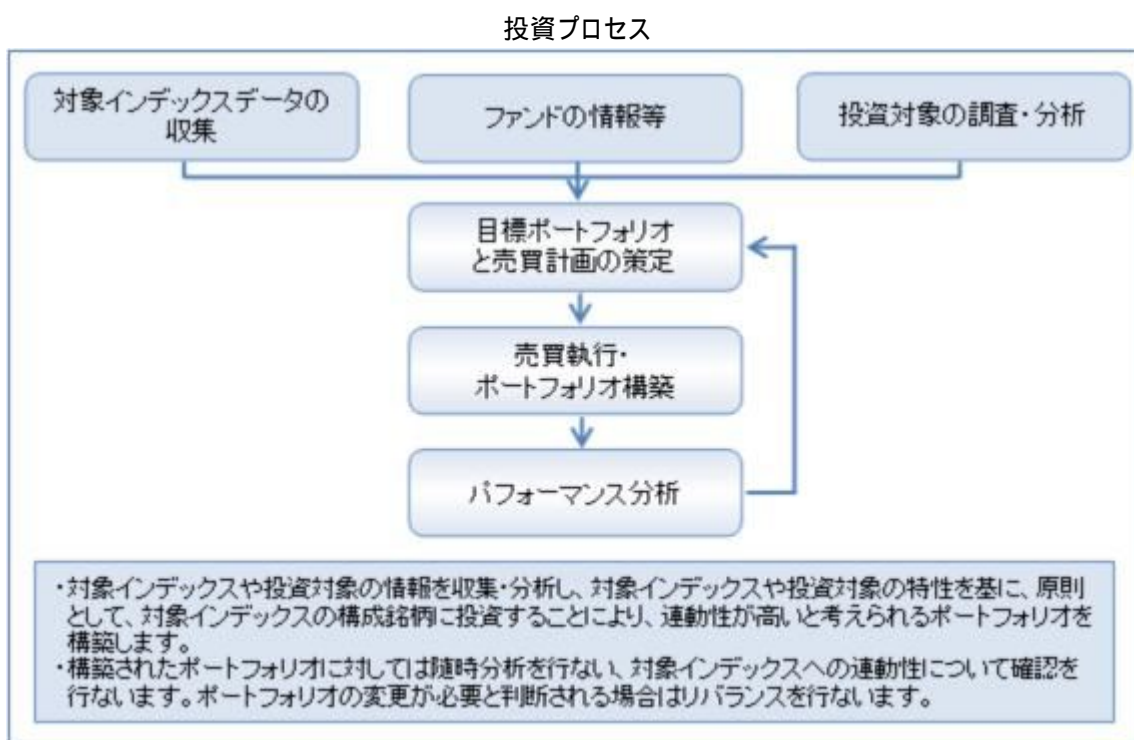 投資プロセス
対象インデックスデータの
収集
ファンドの情報等
投資対象の調査・分析
目標ポートフォリオ
と売買計画の策定
売買執行・
ポートフォリオ構築
パフォーマンス分析
・対象インデックスや投資対象の情報を収集・分析し、対象インデックスや投資対象の特性を基に、原則
として、対象インデックスの構成銘柄に投資することにより、連動性が高いと考えられるポートフォリオを
構築します。
・構築されたポートフォリオに対しては随時分析を行ない、対象インデックスへの連動性について確認を
行ないます。ポートフォリオの変更が必要と判断される場合はリバランスを行ないます。